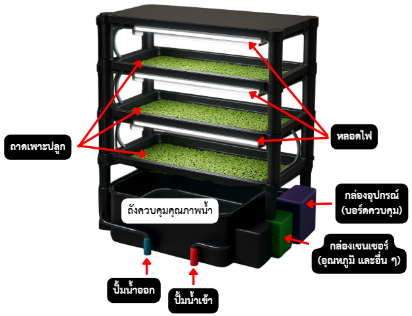 ถาดเพาะปลูก
หลอดไฟ
กล่องอุปกรณ์
(บอร์ดควบคุม)
ถังควบคุมคุณภาพน้ำ
กล่องเซนเซอร์
(อุณหภูมิ และอื่น ๆ)
ปั๊มน้ำออก
ปั๊มน้ำเข้า